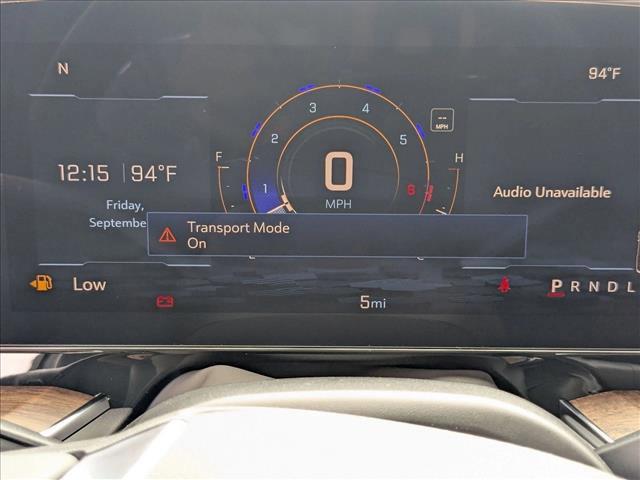 N
94°F
3 4
2 5
-- MPH
F H
12:15 | 94°F
1 0 6 7
MPH
Audio Unavailable
Friday,
Septembe
Transport Mode
On
Low
5mi
P R N D L